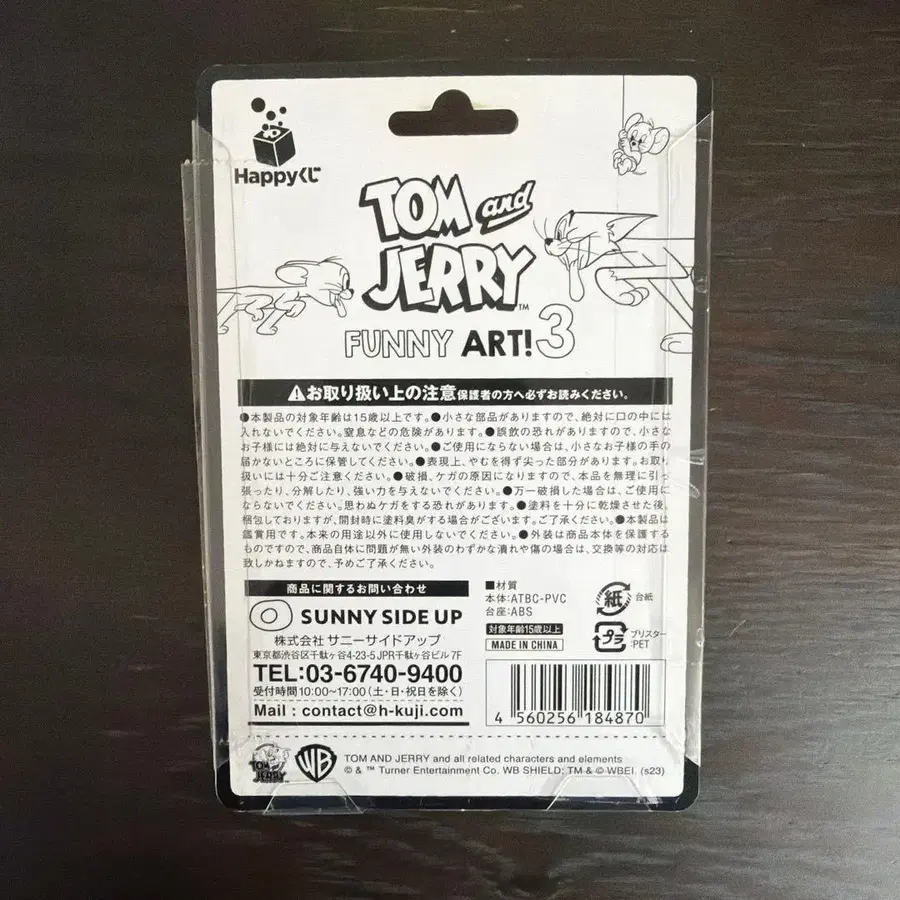 Happyくじ
TOM and
JERRY™
FUNNY ART!3
⚠お取り扱い上の注意 保護者の方へ必ずお読みください。
●本製品の対象年齢は15歳以上です。●小さな部品がありますので、絶対に口の中には
入れないでください。窒息などの危険があります。●誤飲の恐れがありますので、小さな
お子様には絶対に与えないでください。●ご使用にならない場合は、小さなお子様の手の
届かないところに保管してください。●表現上、やむを得ず尖った部分があります。お取り
扱いには十分ご注意ください。●破損、ケガの原因になりますので、本品を無理に引っ
張ったり、分解したり、強い力を与えないでください。●万一破損した場合は、ご使用に
ならないでください。思わぬケガをする恐れがあります。●塗料を十分に乾燥させた後、
梱包しておりますが、開封時に塗料臭がする場合がございます。ご了承ください。●本製品は
鑑賞用です。本来の用途以外に使用しないでください。●外装は商品本体を保護する
ものですので、商品自体に問題が無い外装のわずかな潰れや傷の場合は、交換等の対応は
致しかねますので、予めご了承ください。
商品に関するお問い合わせ
SUNNY SIDE UP
株式会社 サニーサイドアップ
東京都渋谷区千駄ヶ谷4-23-5 JPR千駄ヶ谷ビル 7F
TEL:03-6740-9400
受付時間 10:00~17:00(土・日・祝日を除く)
Mail : contact@h-kuji.com
■材質
本体:ATBC-PVC
台座:ABS
対象年齢15歳以上
MADE IN CHINA
紙 台紙
プラ ブリスター
:PET
4 560256 184870
TOM and
JERRY
WB
TOM AND JERRY and all related characters and elements
© & ™ Turner Entertainment Co. WB SHIELD: TM & © WBEI. (s23)